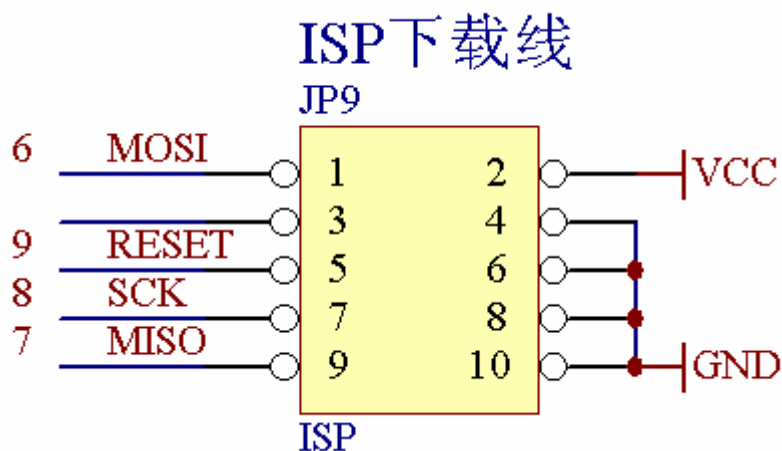 ISP下载线
JP9
6 MOSI 1 2 VCC
3 4
9 RESET 5 6
8 SCK 7 8
7 MISO 9 10 GND
ISP